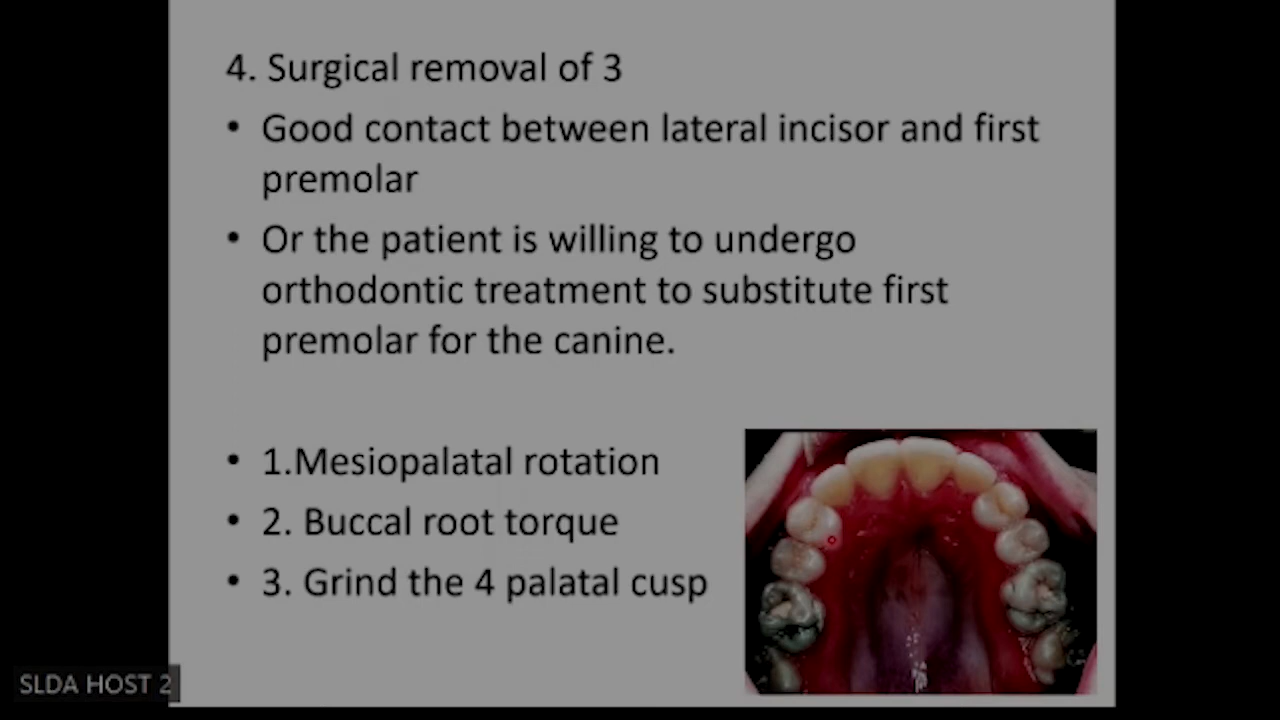 4. Surgical removal of 3
• Good contact between lateral incisor and first
premolar
• Or the patient is willing to undergo
orthodontic treatment to substitute first
premolar for the canine.
• 1.Mesiopalatal rotation
• 2. Buccal root torque
• 3. Grind the 4 palatal cusp
SLDA HOST 2